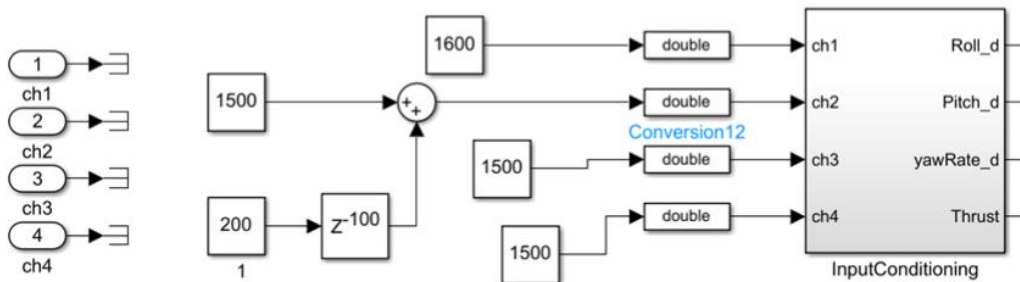 1
ch1
2
ch2
3
ch3
4
ch4
1500
+
+
200
Z-100
1
1600
1500
1500
double
double
Conversion12
double
double
ch1
ch2
ch3
ch4
Roll_d
Pitch_d
yawRate_d
Thrust
InputConditioning